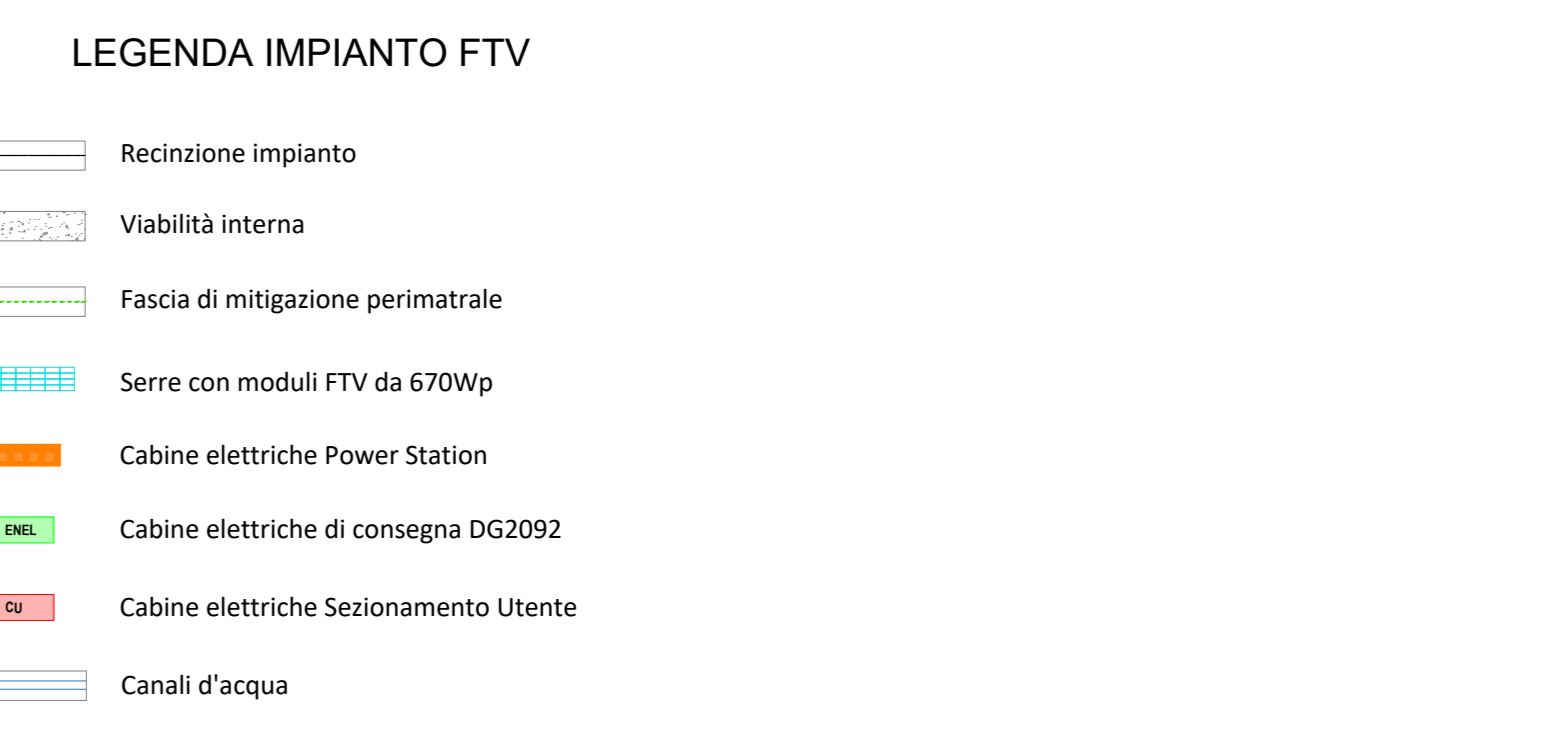 LEGENDA IMPIANTO FTV
Recinzione impianto
Viabilità interna
Fascia di mitigazione perimatrale
Serre con moduli FTV da 670Wp
Cabine elettriche Power Station
ENEL Cabine elettriche di consegna DG2092
CU Cabine elettriche Sezionamento Utente
Canali d'acqua